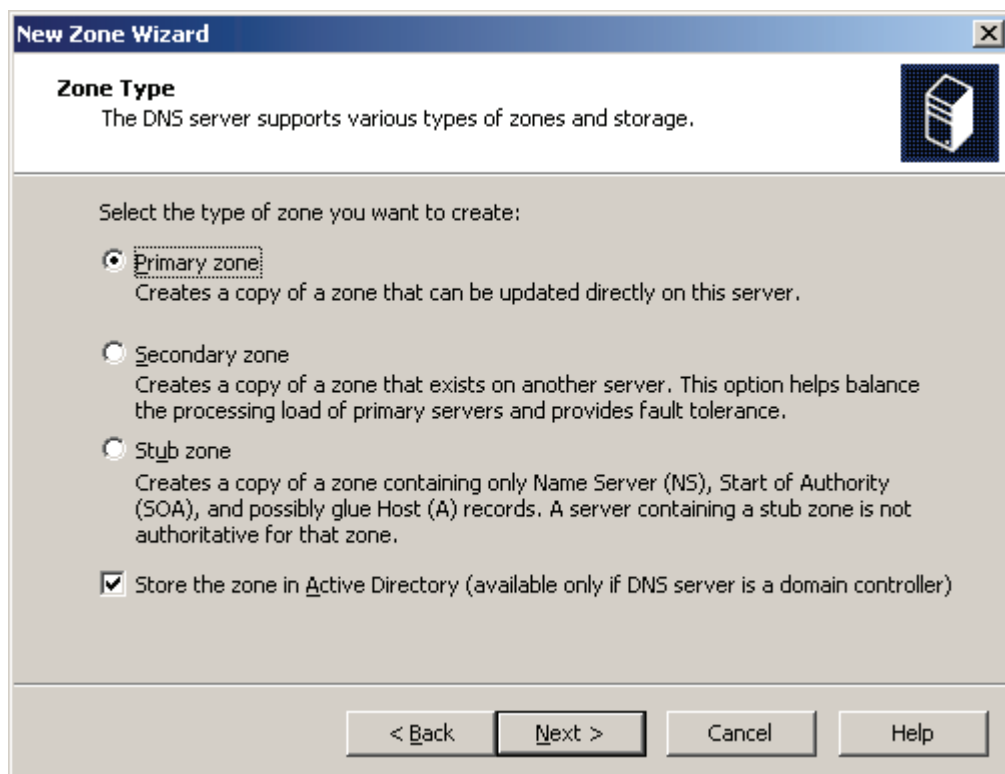 New Zone Wizard
Zone Type
The DNS server supports various types of zones and storage.
Select the type of zone you want to create:
Primary zone
Creates a copy of a zone that can be updated directly on this server.
Secondary zone
Creates a copy of a zone that exists on another server. This option helps balance
the processing load of primary servers and provides fault tolerance.
Stub zone
Creates a copy of a zone containing only Name Server (NS), Start of Authority
(SOA), and possibly glue Host (A) records. A server containing a stub zone is not
authoritative for that zone.
Store the zone in Active Directory (available only if DNS server is a domain controller)
< Back Next > Cancel Help